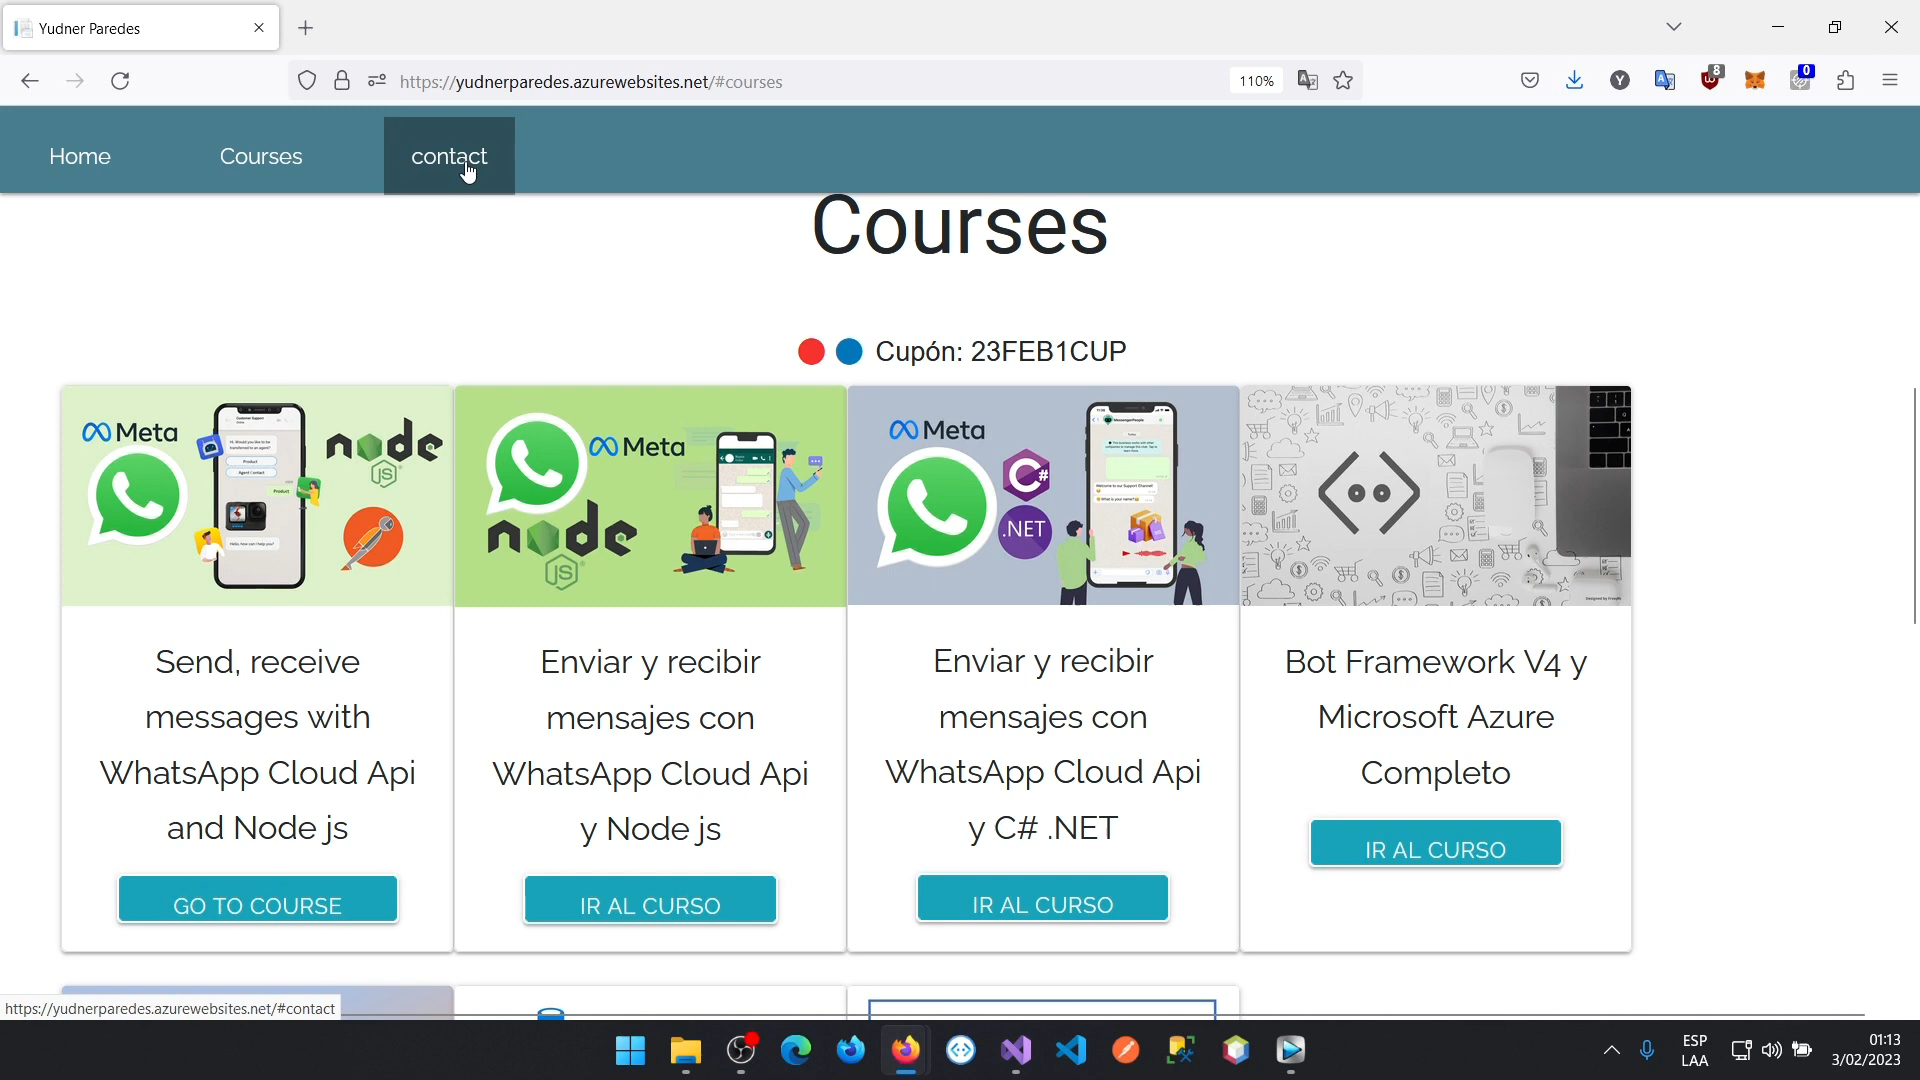 Yudner Paredes
https://yudnerparedes.azurewebsites.net/#courses
110%
8
0
Home
Courses
contact
Courses
Cupón: 23FEB1CUP
Meta
node
JS
Meta
node
JS
Meta
C#
.NET
Send, receive
messages with
WhatsApp Cloud Api
and Node js
GO TO COURSE
Enviar y recibir
mensajes con
WhatsApp Cloud Api
y Node js
IR AL CURSO
Enviar y recibir
mensajes con
WhatsApp Cloud Api
y C# .NET
IR AL CURSO
Bot Framework V4 y
Microsoft Azure
Completo
IR AL CURSO
https://yudnerparedes.azurewebsites.net/#contact
ESP
LAA
01:13
3/02/2023